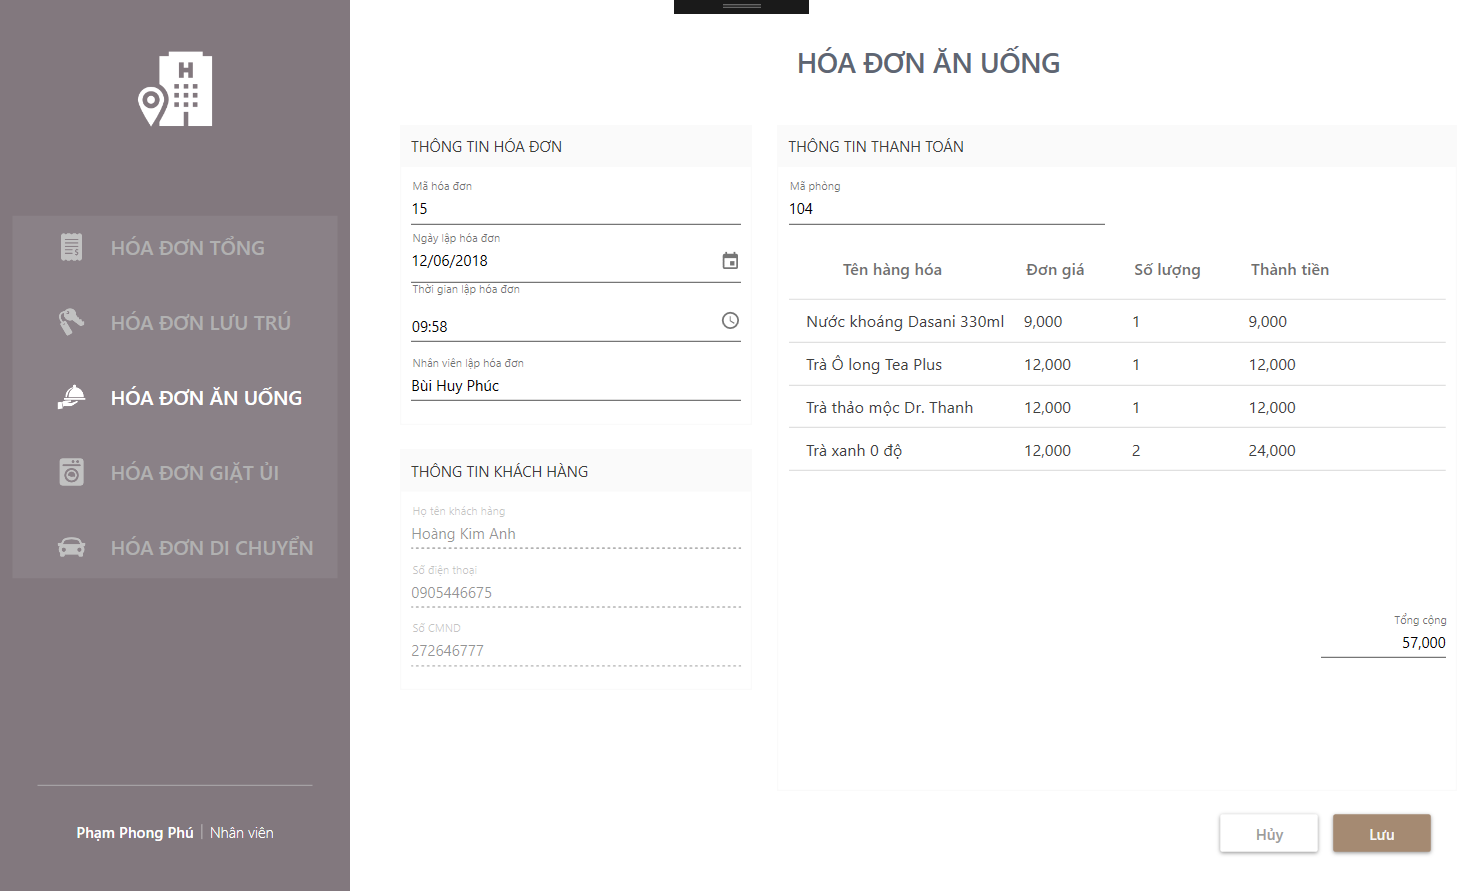 H
HÓA ĐƠN TỔNG
HÓA ĐƠN LƯU TRÚ
HÓA ĐƠN ĂN UỐNG
HÓA ĐƠN GIẶT ỦI
HÓA ĐƠN DI CHUYỂN
Phạm Phong Phú | Nhân viên
HÓA ĐƠN ĂN UỐNG
THÔNG TIN HÓA ĐƠN
Mã hóa đơn
15
Ngày lập hóa đơn
12/06/2018
Thời gian lập hóa đơn
09:58
Nhân viên lập hóa đơn
Bùi Huy Phúc
THÔNG TIN KHÁCH HÀNG
Họ tên khách hàng
Hoàng Kim Anh
Số điện thoại
0905446675
Số CMND
272646777
THÔNG TIN THANH TOÁN
Mã phòng
104
Tên hàng hóa Đơn giá Số lượng Thành tiền
Nước khoáng Dasani 330ml 9,000 1 9,000
Trà Ô long Tea Plus 12,000 1 12,000
Trà thảo mộc Dr. Thanh 12,000 1 12,000
Trà xanh 0 độ 12,000 2 24,000
Tổng cộng
57,000
Hủy Lưu